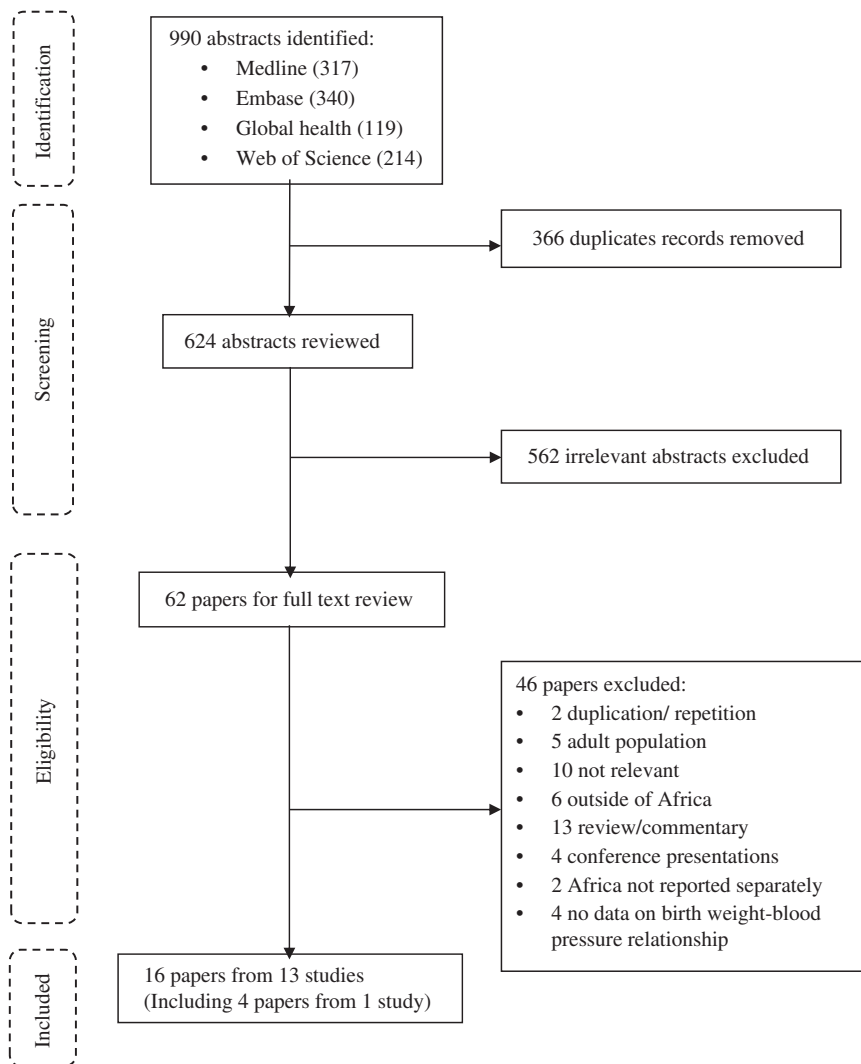 Identification
990 abstracts identified:
• Medline (317)
• Embase (340)
• Global health (119)
• Web of Science (214)
Screening
366 duplicates records removed
624 abstracts reviewed
562 irrelevant abstracts excluded
Eligibility
62 papers for full text review
46 papers excluded:
• 2 duplication/ repetition
• 5 adult population
• 10 not relevant
• 6 outside of Africa
• 13 review/commentary
• 4 conference presentations
• 2 Africa not reported separately
• 4 no data on birth weight-blood
pressure relationship
Included
16 papers from 13 studies
(Including 4 papers from 1 study)